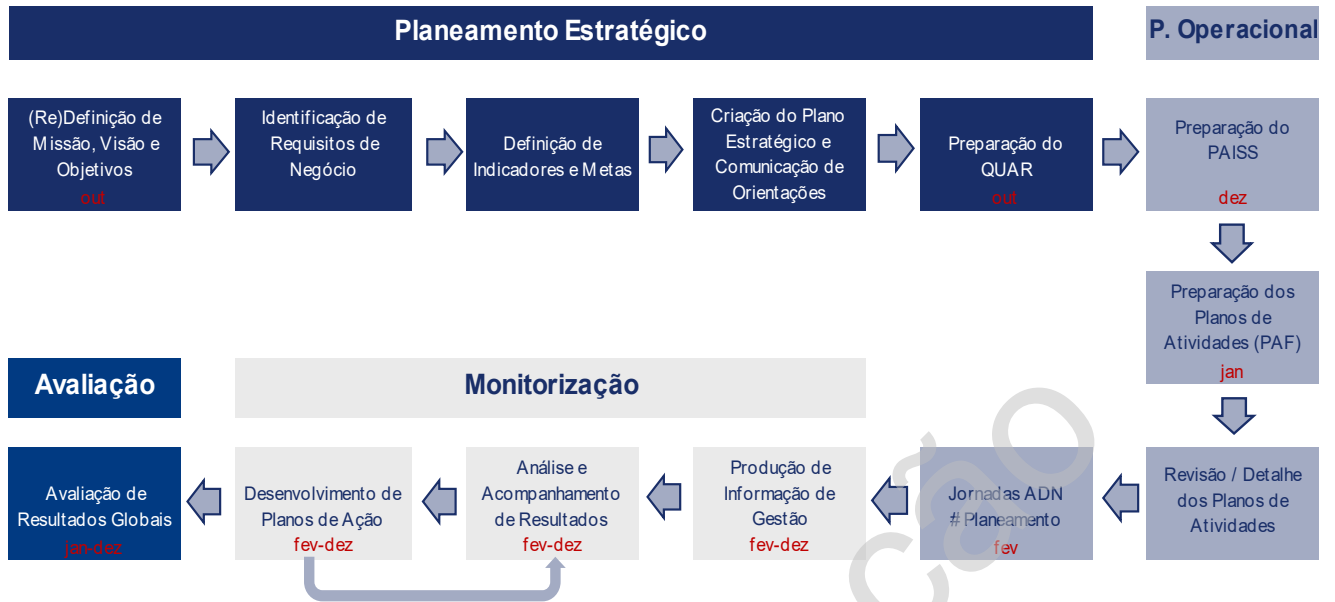 Planeamento Estratégico
P. Operacional
(Re)Definição de
Missão, Visão e
Objetivos
out
Identificação de
Requisitos de
Negócio
Definição de
Indicadores e Metas
Criação do Plano
Estratégico e
Comunicação de
Orientações
Preparação do
QUAR
out
Preparação do
PAISS
dez
Preparação dos
Planos de
Atividades (PAF)
jan
Avaliação
Monitorização
Avaliação de
Resultados Globais
jan-dez
Desenvolvimento de
Planos de Ação
fev-dez
Análise e
Acompanhamento
de Resultados
fev-dez
Produção de
Informação de
Gestão
fev-dez
Jornadas ADN
# Planeamento
fev
Revisão / Detalhe
dos Planos de
Atividades
ção